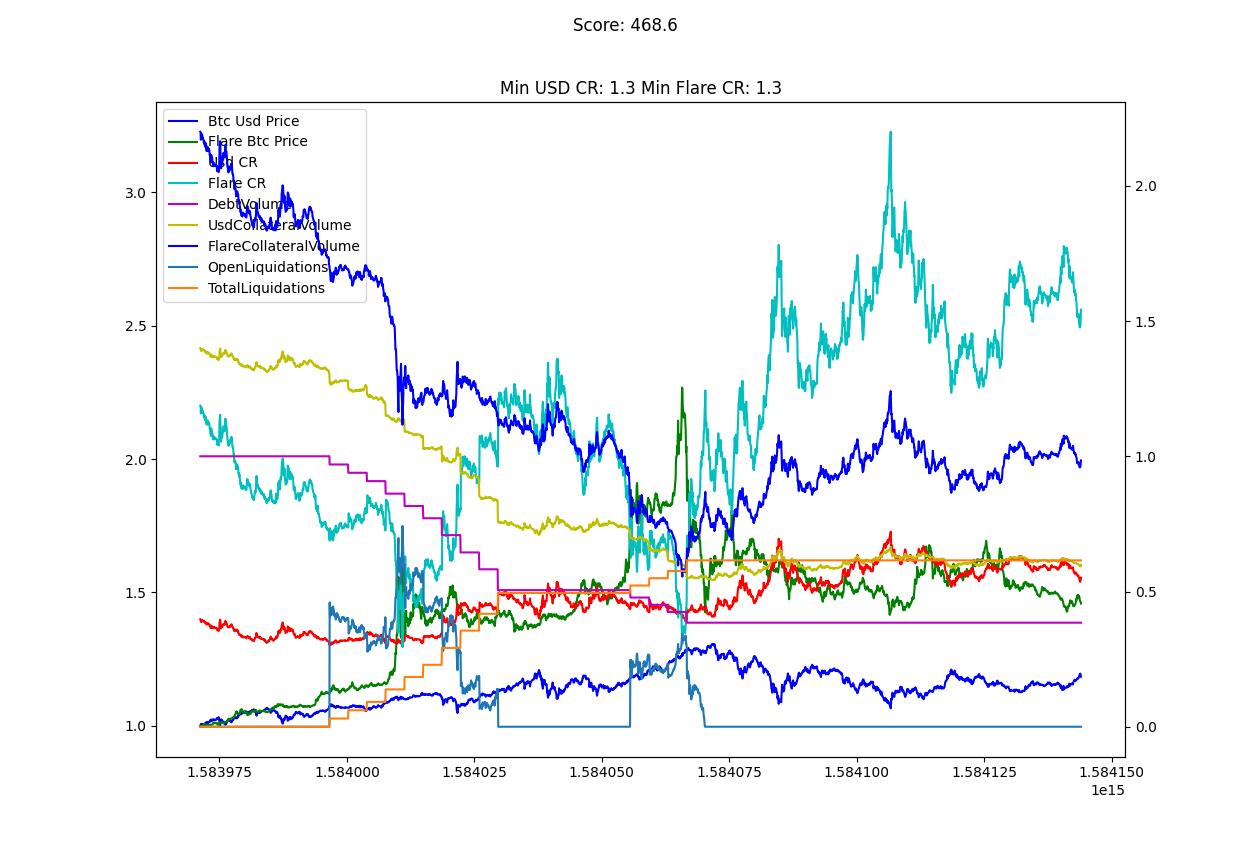 Score: 468.6
Min USD CR: 1.3 Min Flare CR: 1.3
Btc Usd Price
Flare Btc Price
Usd CR
Flare CR
DebtVolume
UsdCollateralVolume
FlareCollateralVolume
OpenLiquidations
TotalLiquidations
3.0
2.5
2.0
1.5
1.0
2.0
1.5
1.0
0.5
0.0
1.583975
1.584000
1.584025
1.584050
1.584075
1.584100
1.584125
1.584150
1e15